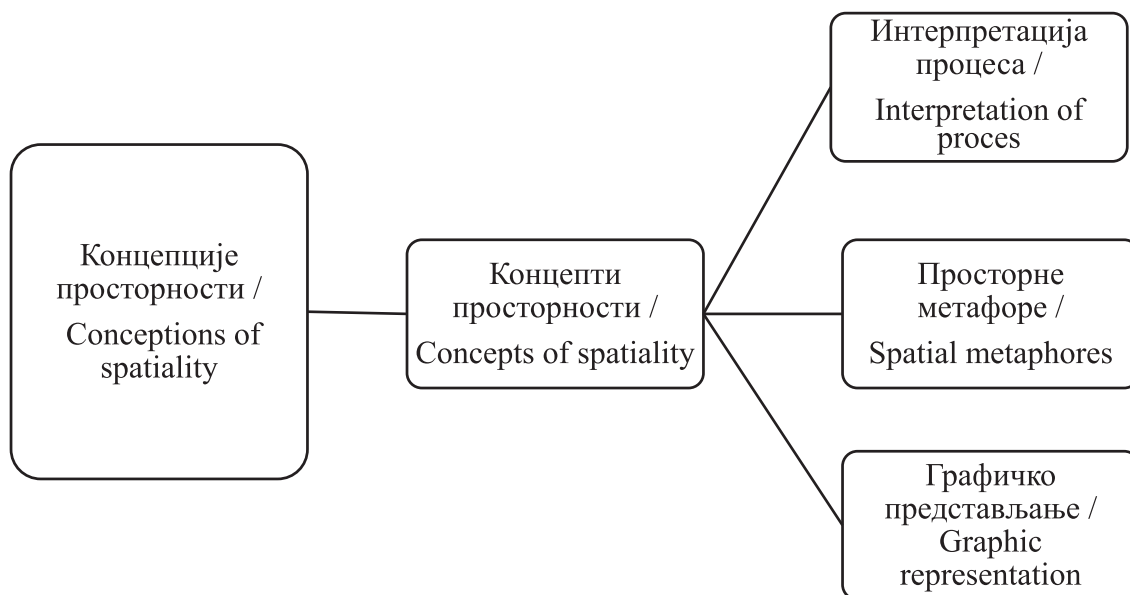 Интерпретација
процеса /
Interpretation of
proces
Концепције
просторности /
Conceptions of
spatiality
Концепти
просторности /
Concepts of spatiality
Просторне
метафоре /
Spatial metaphores
Графичко
представљање /
Graphic
representation